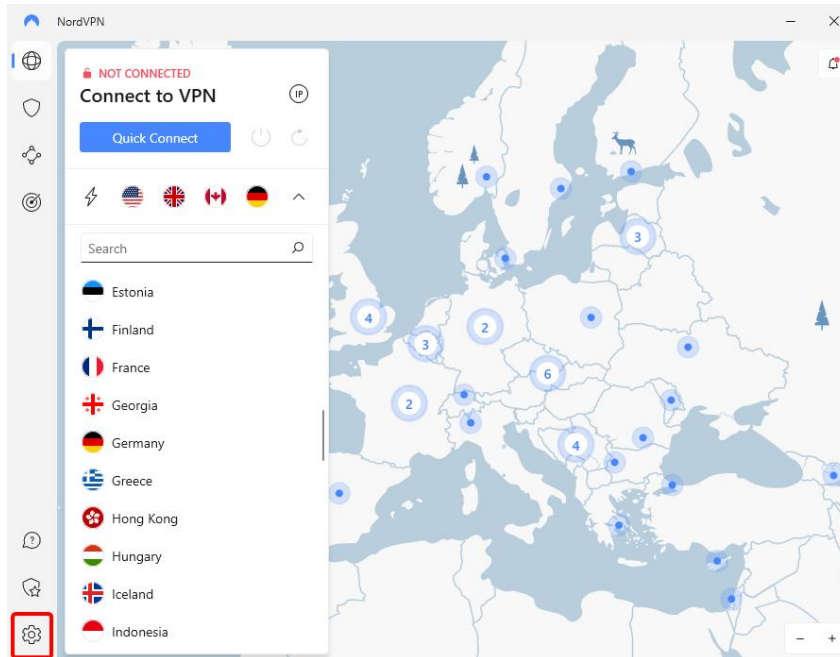 NordVPN
NOT CONNECTED
Connect to VPN
IP
Quick Connect
Search
Estonia
Finland
France
Georgia
Germany
Greece
Hong Kong
Hungary
Iceland
Indonesia
3
4
2
3
6
2
4